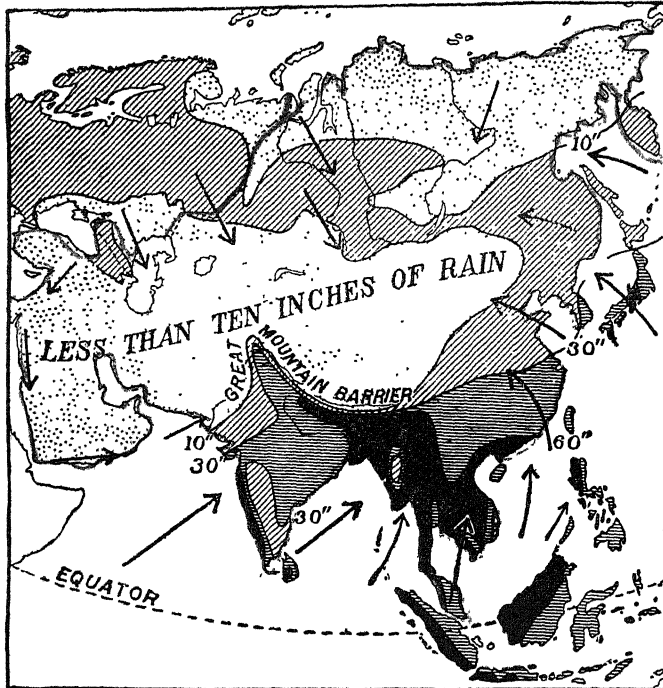 10"
LESS THAN TEN INCHES OF RAIN
GREAT MOUNTAIN BARRIER
30"
10"
30"
60"
30"
EQUATOR